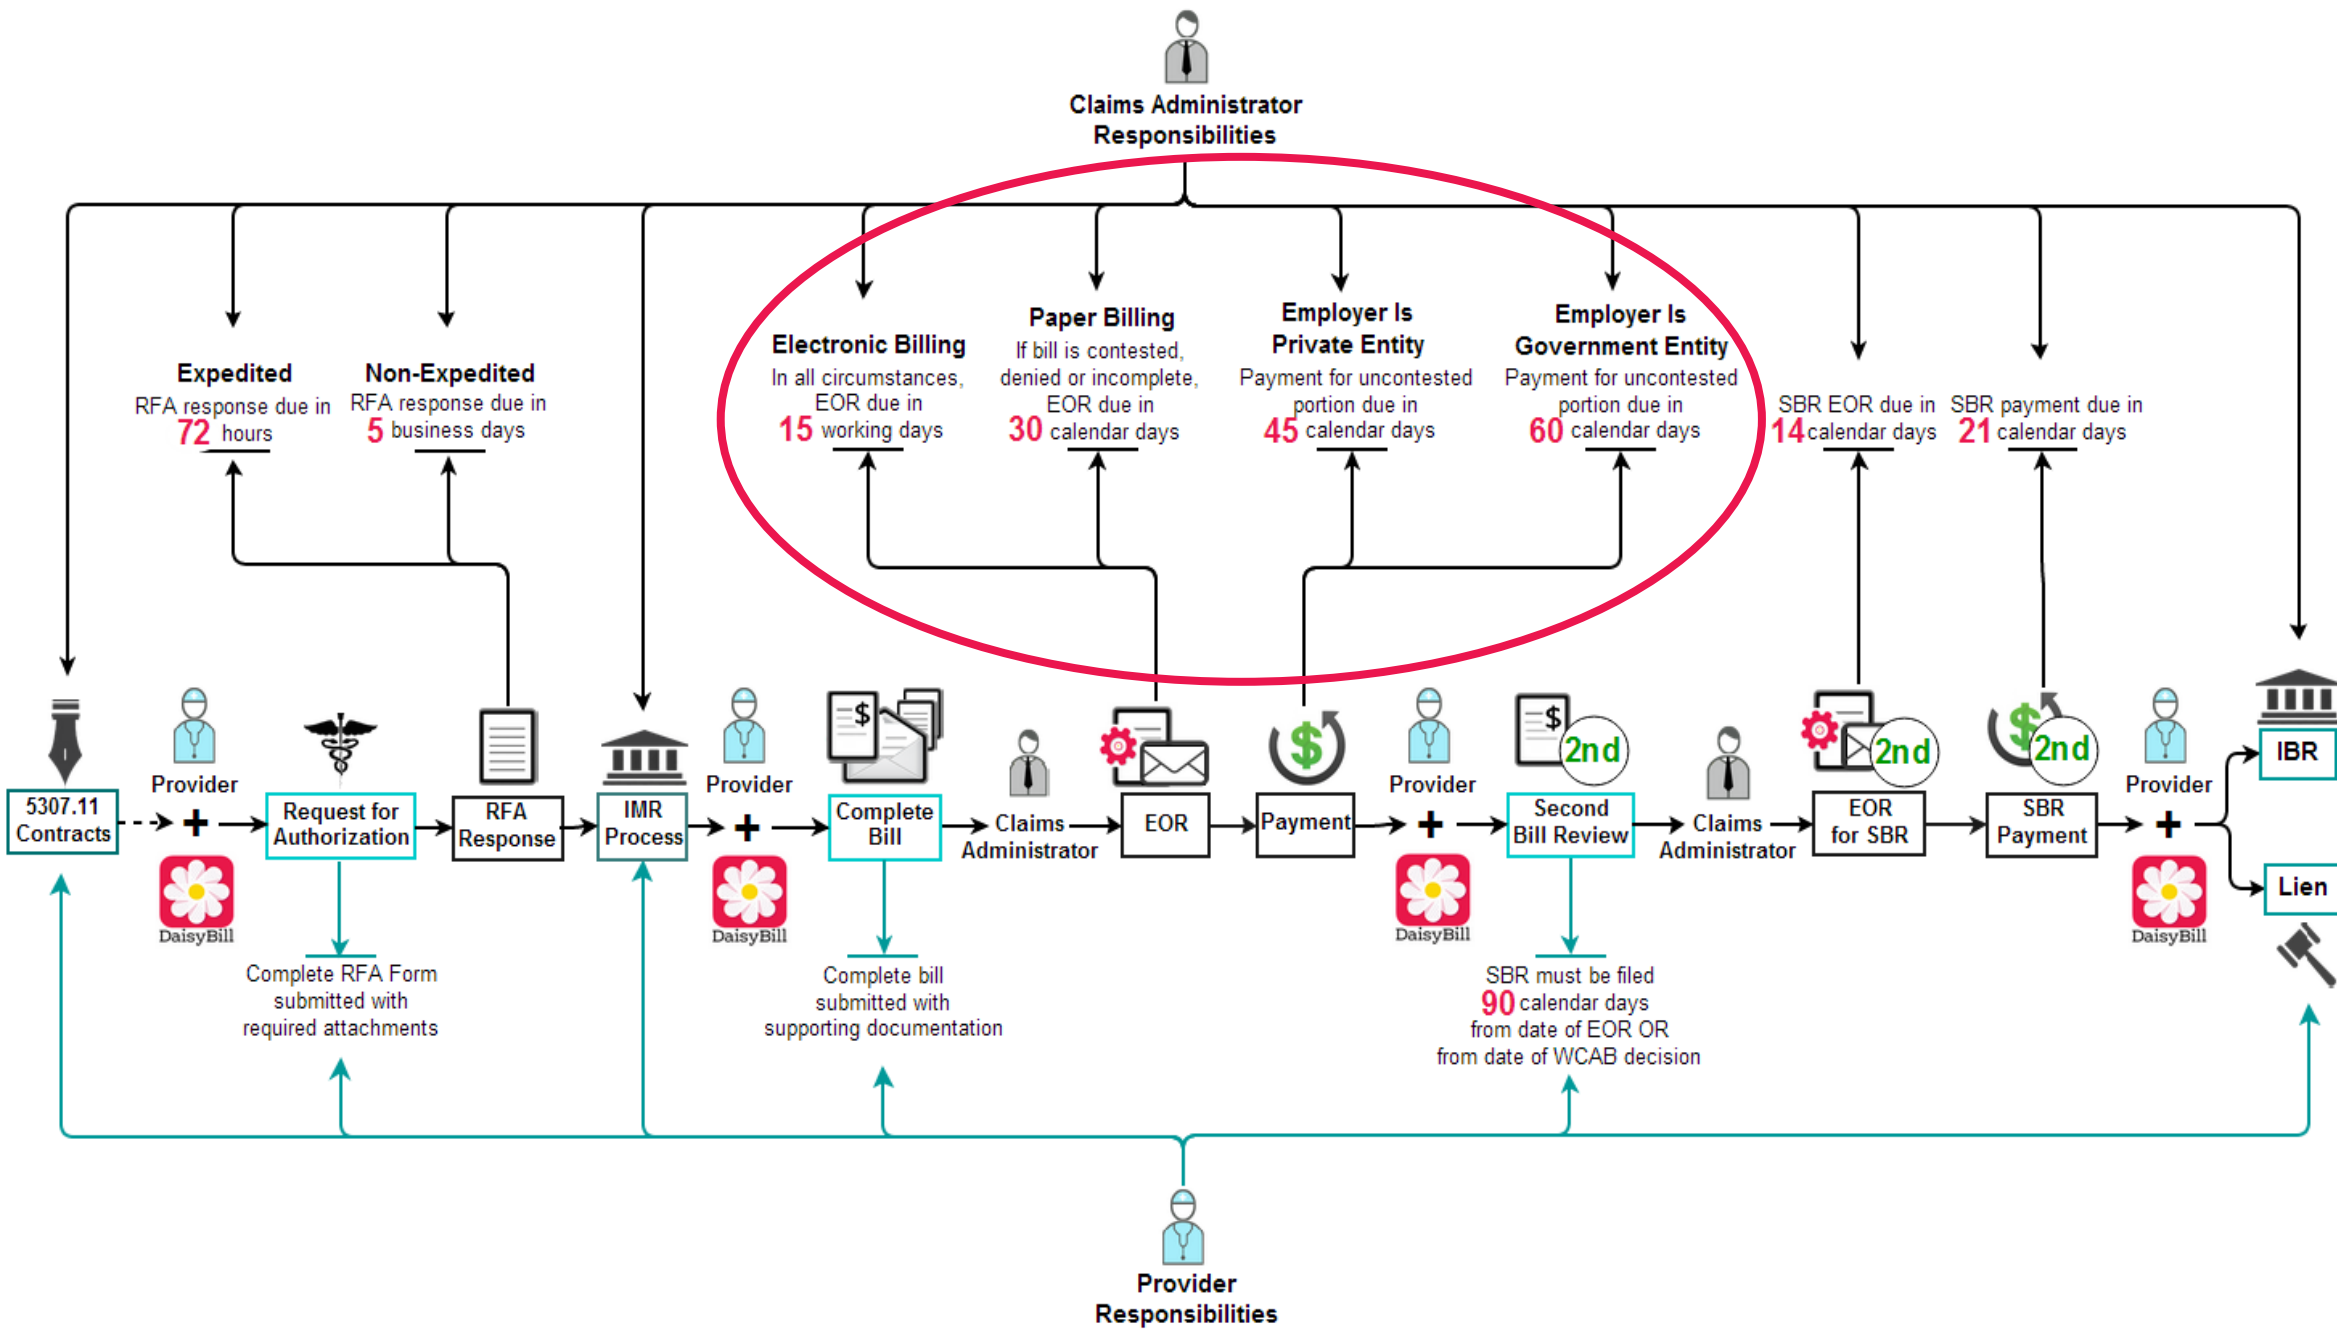 Claims Administrator
Responsibilities
Expedited
RFA response due in
72 hours
Non-Expedited
RFA response due in
5 business days
Electronic Billing
In all circumstances,
EOR due in
15 working days
Paper Billing
If bill is contested,
denied or incomplete,
EOR due in
30 calendar days
Employer Is
Private Entity
Payment for uncontested
portion due in
45 calendar days
Employer Is
Government Entity
Payment for uncontested
portion due in
60 calendar days
SBR EOR due in
14 calendar days
SBR payment due in
21 calendar days
5307.11
Contracts
Provider
+
DaisyBill
Request for
Authorization
RFA
Response
IMR
Process
Provider
+
DaisyBill
$
Complete
Bill
Claims
Administrator
EOR
$
Payment
Provider
+
DaisyBill
$
2nd
Second
Bill Review
Claims
Administrator
2nd
EOR
for SBR
$
2nd
SBR
Payment
Provider
+
DaisyBill
IBR
Lien
Complete RFA Form
submitted with
required attachments
Complete bill
submitted with
supporting documentation
SBR must be filed
90 calendar days
from date of EOR OR
from date of WCAB decision
Provider
Responsibilities